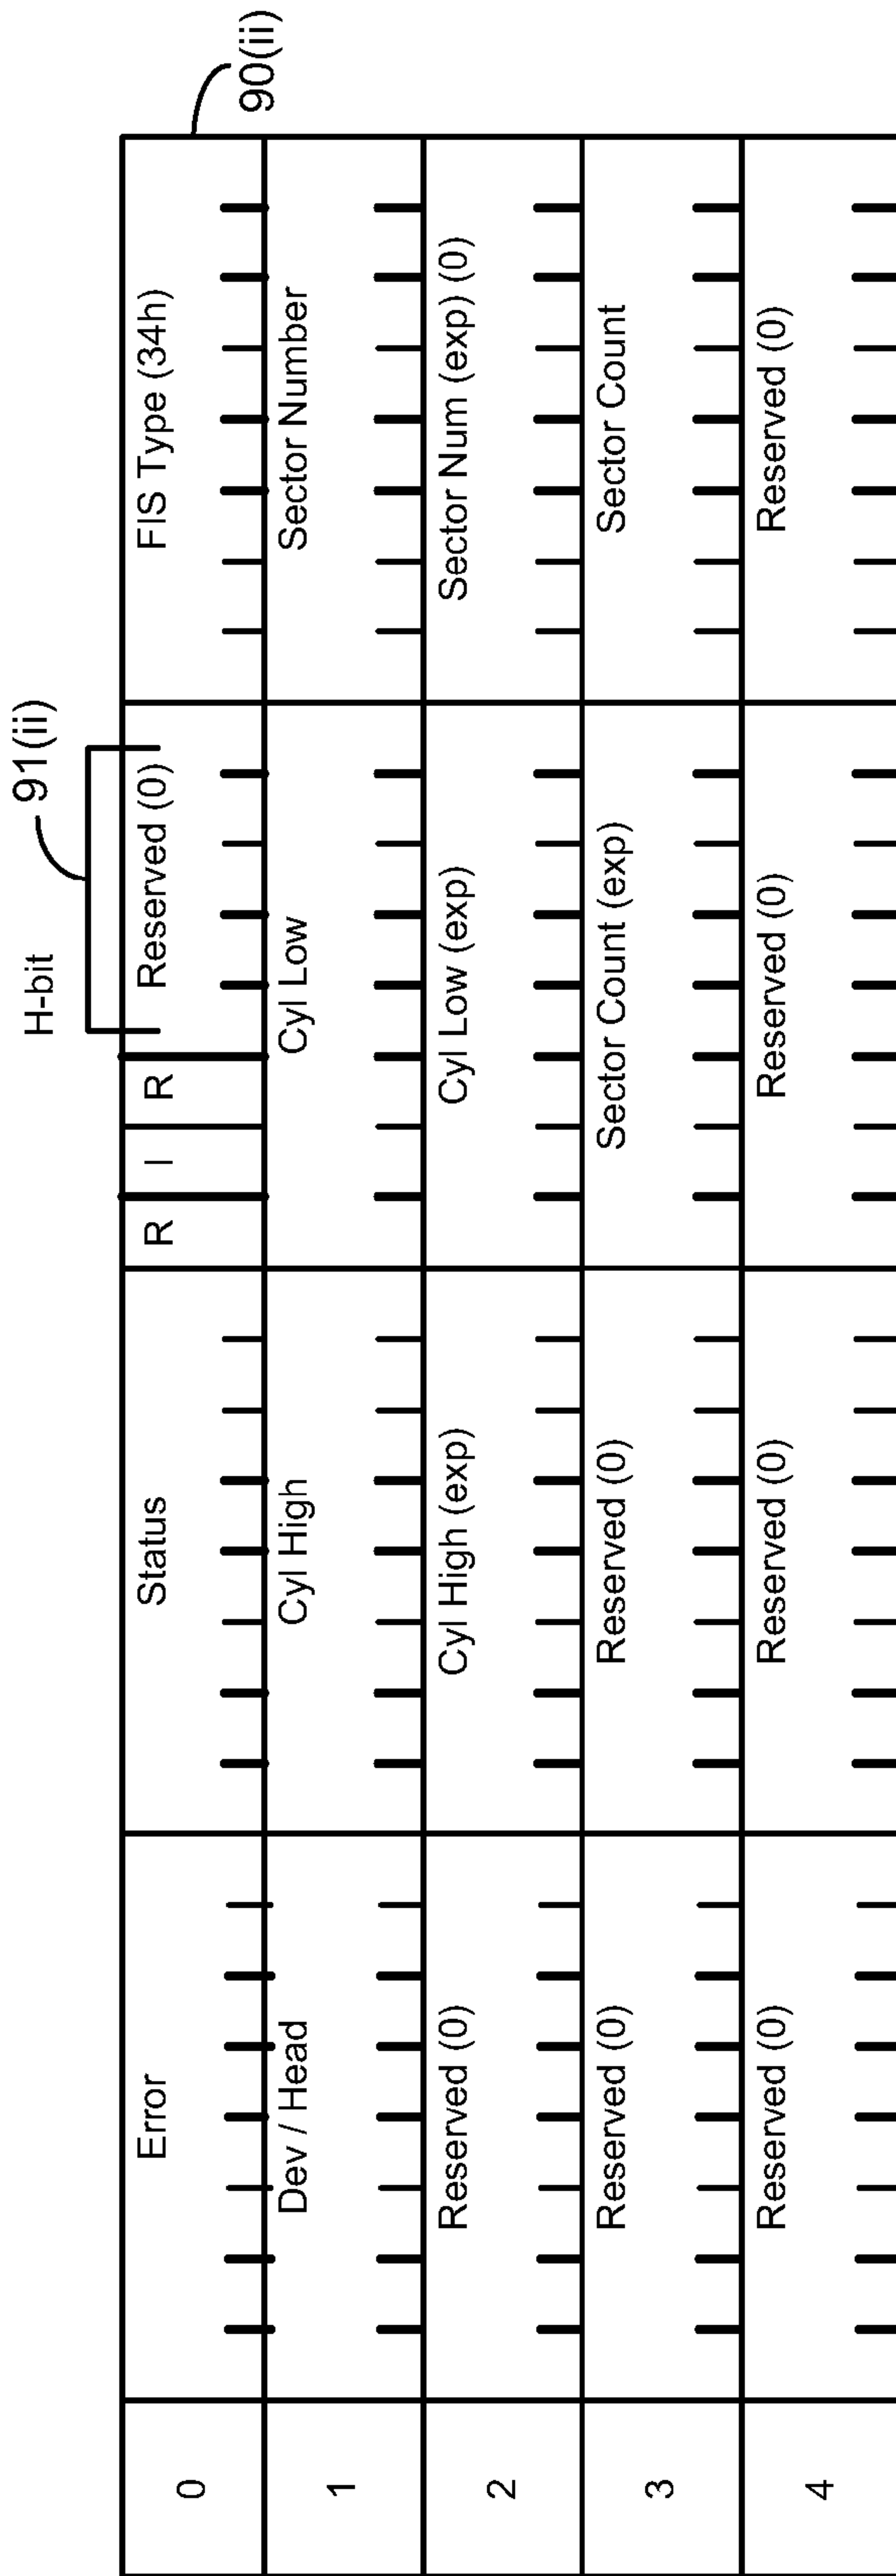 H-bit 91(ii)
90(ii)
0 Error Status R I R Reserved (0) FIS Type (34h)
1 Dev / Head Cyl High Cyl Low Sector Number
2 Reserved (0) Cyl High (exp) Cyl Low (exp) Sector Num (exp) (0)
3 Reserved (0) Reserved (0) Sector Count (exp) Sector Count
4 Reserved (0) Reserved (0) Reserved (0) Reserved (0)